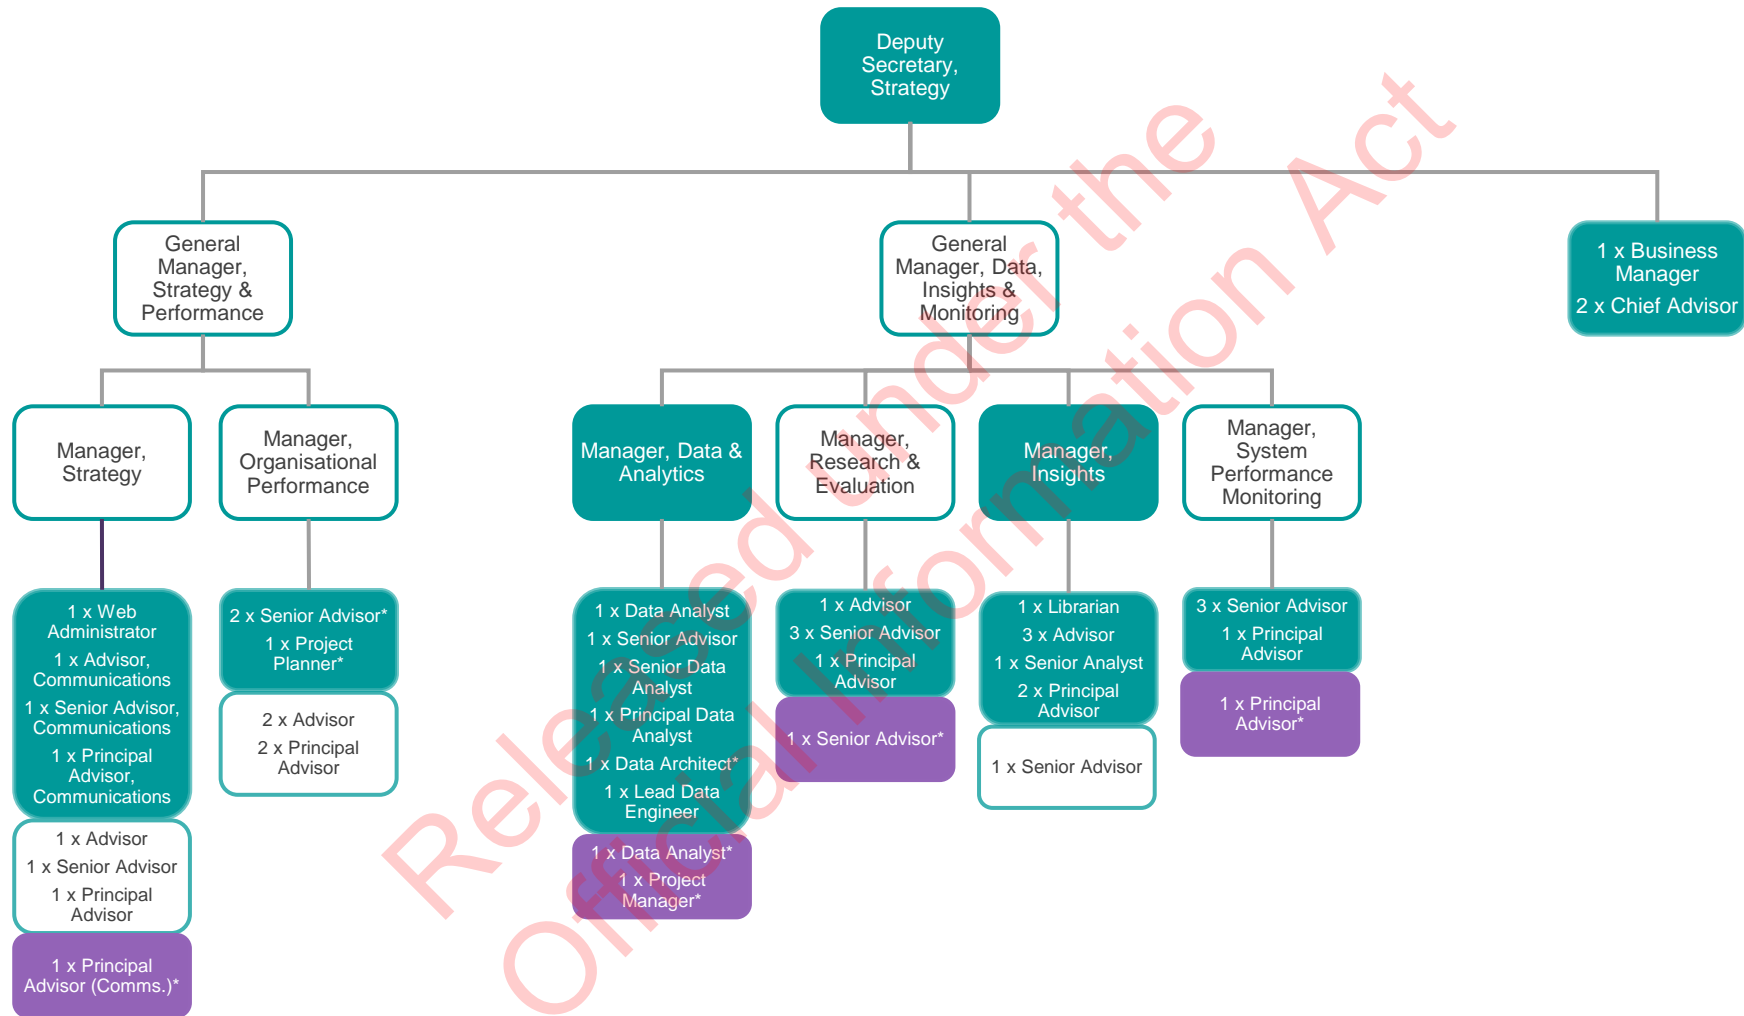 Deputy
Secretary,
Strategy
General
Manager,
Strategy &
Performance
General
Manager, Data,
Insights &
Monitoring
1 x Business
Manager
2 x Chief Advisor
Manager,
Strategy
Manager,
Organisational
Performance
Manager, Data &
Analytics
Manager,
Research &
Evaluation
Manager,
Insights
Manager,
System
Performance
Monitoring
1 x Web
Administrator
1 x Advisor,
Communications
1 x Senior Advisor,
Communications
1 x Principal
Advisor,
Communications
1 x Advisor
1 x Senior Advisor
1 x Principal
Advisor
1 x Principal
Advisor (Comms.)*
2 x Senior Advisor*
1 x Project
Planner*
2 x Advisor
2 x Principal
Advisor
1 x Data Analyst
1 x Senior Advisor
1 x Senior Data
Analyst
1 x Principal Data
Analyst
1 x Data Architect*
1 x Lead Data
Engineer
1 x Data Analyst*
1 x Project
Manager*
1 x Advisor
3 x Senior Advisor
1 x Principal
Advisor
1 x Senior Advisor*
1 x Librarian
3 x Advisor
1 x Senior Analyst
2 x Principal
Advisor
1 x Senior Advisor
3 x Senior Advisor
1 x Principal
Advisor
1 x Principal
Advisor*
Released under the
Official Information Act